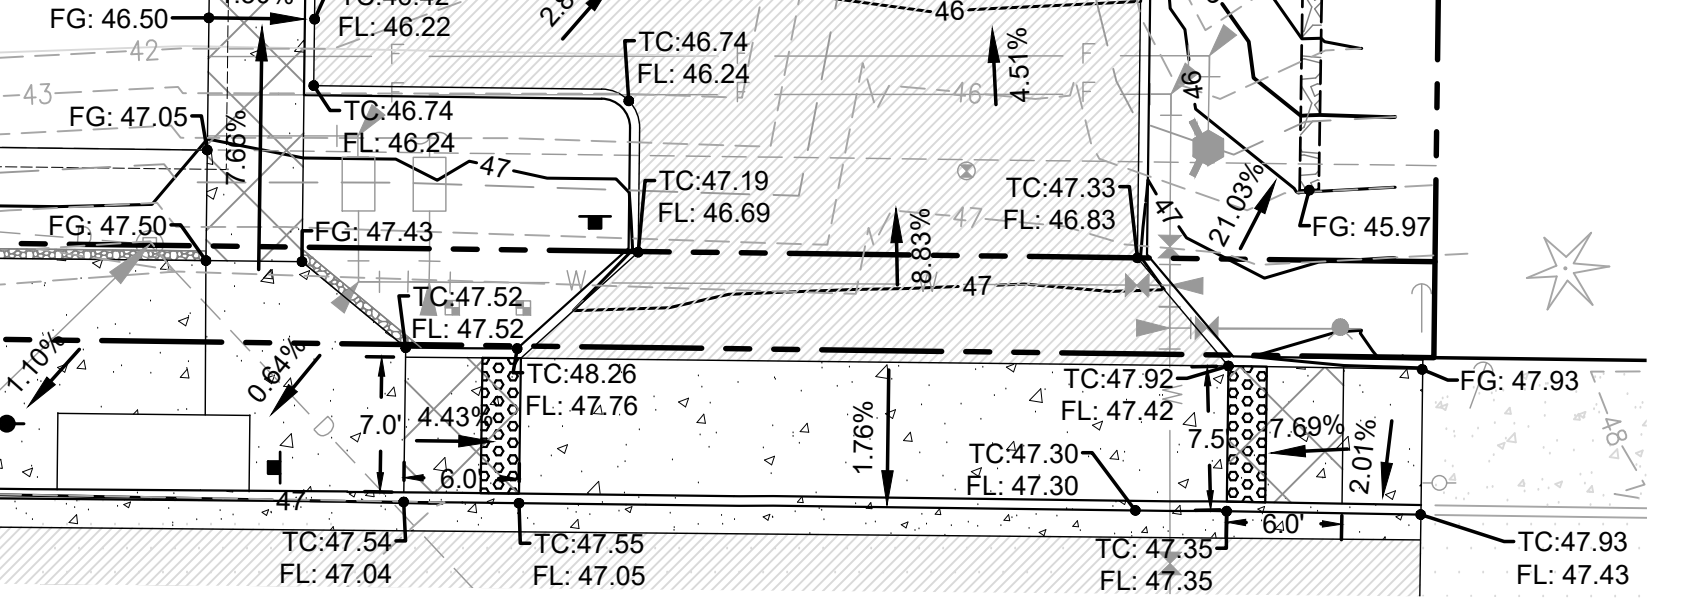 FG: 46.50
FL: 46.22
46
TC:46.74
FL: 46.24
4.51%
46
42
F
F
43
F
F
46
TC:46.74
FL: 46.24
FG: 47.05
7.66%
47
TC:47.19
FL: 46.69
TC:47.33
FL: 46.83
47
47
21.03%
FG: 45.97
FG: 47.50
FG: 47.43
8.83%
W
47
TC:47.52
FL: 47.52
1.10%
0.64%
TC:48.26
FL: 47.76
TC:47.92
FL: 47.42
FG: 47.93
7.0'
4.43%
6.0'
D
1.76%
7.5
7.69%
2.01%
48
TC:47.30
FL: 47.30
47
6.0'
TC:47.54
FL: 47.04
TC:47.55
FL: 47.05
TC: 47.35
FL: 47.35
TC:47.93
FL: 47.43